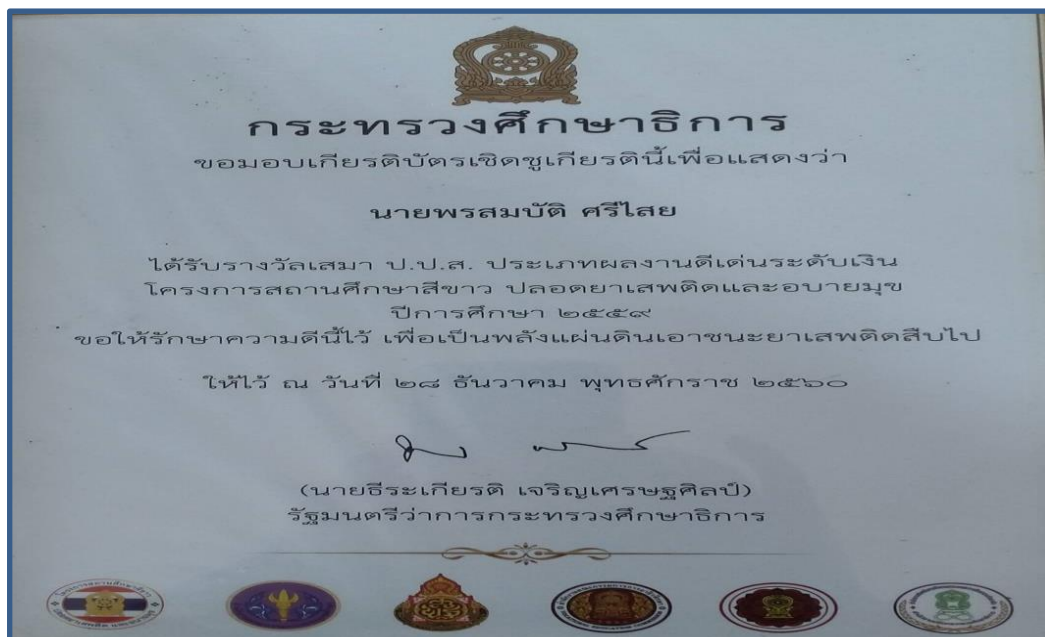 กระทรวงศึกษาธิการ
ขอมอบเกียรติบัตรเชิดชูเกียรตินี้เพื่อแสดงว่า
นายพรสมบัติ ศรีไสย
ได้รับรางวัลเสมา ป.ป.ส. ประเภทผลงานดีเด่นระดับเงิน
โครงการสถานศึกษาสีขาว ปลอดยาเสพติดและอบายมุข
ปีการศึกษา ๒๕๕๙
ขอให้รักษาความดีนี้ไว้ เพื่อเป็นพลังแผ่นดินเอาชนะยาเสพติดสืบไป
ให้ไว้ ณ วันที่ ๒๘ ธันวาคม พุทธศักราช ๒๕๖๐
(นายธีระเกียรติ เจริญเศรษฐศิลป์)
รัฐมนตรีว่าการกระทรวงศึกษาธิการ